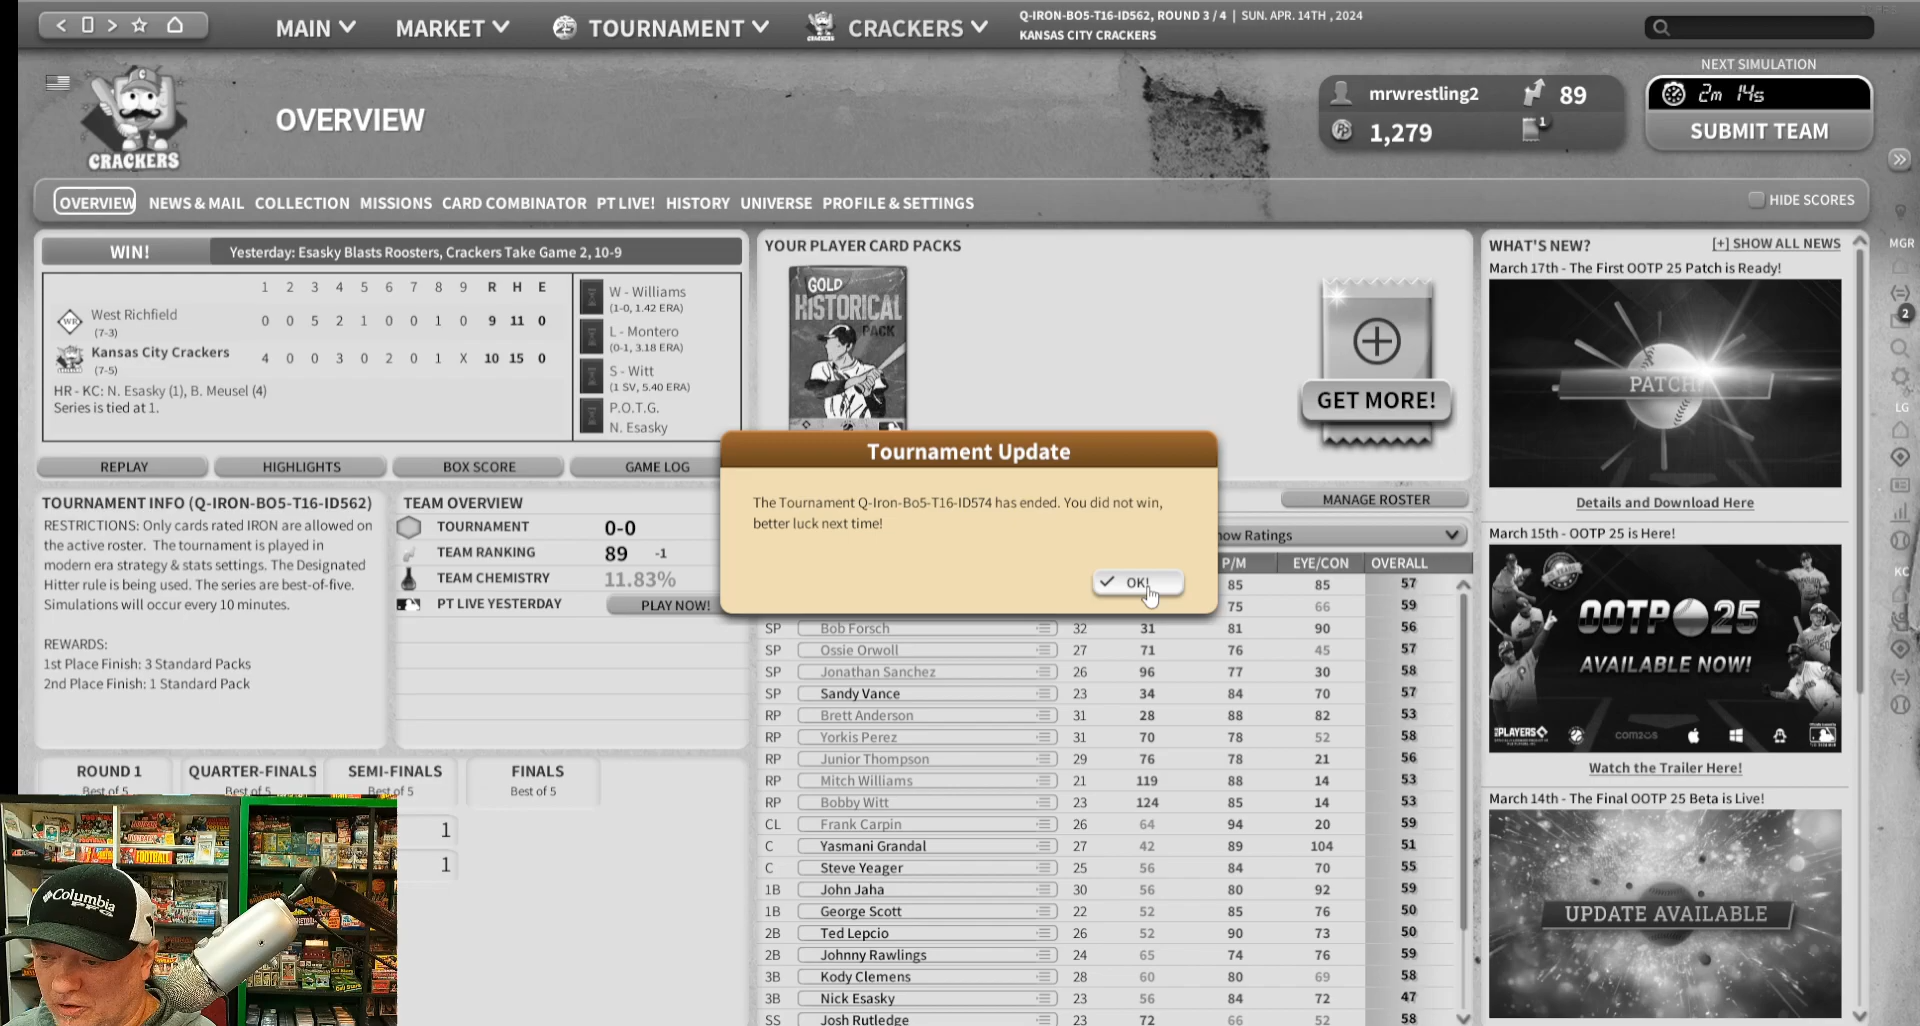 MAIN
MARKET
TOURNAMENT
CRACKERS
Q-IRON-BO5-T16-ID562, ROUND 3 / 4 | SUN. APR. 14TH , 2024
KANSAS CITY CRACKERS
CRACKERS
OVERVIEW
mrwrestling2 89
1,279 1
NEXT SIMULATION
2m 14s
SUBMIT TEAM
OVERVIEW NEWS & MAIL COLLECTION MISSIONS CARD COMBINATOR PT LIVE! HISTORY UNIVERSE PROFILE & SETTINGS
HIDE SCORES
WIN! Yesterday: Esasky Blasts Roosters, Crackers Take Game 2, 10-9
1 2 3 4 5 6 7 8 9 R H E
West Richfield 0 0 5 2 1 0 0 1 0 9 11 0
(7-3)
Kansas City Crackers 4 0 0 3 0 2 0 1 X 10 15 0
(7-5)
HR - KC: N. Esasky (1), B. Meusel (4)
Series is tied at 1.
W - Williams
(1-0, 1.42 ERA)
L - Montero
(0-1, 3.18 ERA)
S - Witt
(1 SV, 5.40 ERA)
P.O.T.G.
N. Esasky
REPLAY HIGHLIGHTS BOX SCORE GAME LOG
YOUR PLAYER CARD PACKS
GOLD
HISTORICAL
PACK
GET MORE!
TOURNAMENT INFO (Q-IRON-BO5-T16-ID562)
RESTRICTIONS: Only cards rated IRON are allowed on
the active roster. The tournament is played in
modern era strategy & stats settings. The Designated
Hitter rule is being used. The series are best-of-five.
Simulations will occur every 10 minutes.
REWARDS:
1st Place Finish: 3 Standard Packs
2nd Place Finish: 1 Standard Pack
TEAM OVERVIEW
TOURNAMENT 0-0
TEAM RANKING 89 -1
TEAM CHEMISTRY 11.83%
PT LIVE YESTERDAY PLAY NOW!
Tournament Update
The Tournament Q-Iron-Bo5-T16-ID574 has ended. You did not win,
better luck next time!
OK!
MANAGE ROSTER
ow Ratings
P/M EYE/CON OVERALL
85 85 57
75 66 59
SP Bob Forsch 32 31 81 90 56
SP Ossie Orwoll 27 71 76 45 57
SP Jonathan Sanchez 26 96 77 30 58
SP Sandy Vance 23 34 84 70 57
RP Brett Anderson 31 28 88 82 53
RP Yorkis Perez 31 70 78 52 58
RP Junior Thompson 29 76 78 21 56
RP Mitch Williams 21 119 88 14 53
RP Bobby Witt 23 124 85 14 53
CL Frank Carpin 26 64 94 20 59
C Yasmani Grandal 27 42 89 104 51
C Steve Yeager 25 56 84 70 55
1B John Jaha 30 56 80 92 59
1B George Scott 22 52 85 76 50
2B Ted Lepcio 26 52 90 73 50
2B Johnny Rawlings 24 65 74 76 59
3B Kody Clemens 28 60 80 69 58
3B Nick Esasky 23 56 84 72 47
SS Josh Rutledge 23 72 66 52 58
ROUND 1 QUARTER-FINALS SEMI-FINALS FINALS
Best of 5 Best of 5 Best of 5 Best of 5
1
1
Columbia
PFG
FOOTBALL
WHAT'S NEW? [+] SHOW ALL NEWS
March 17th - The First OOTP 25 Patch is Ready!
PATCH
Details and Download Here
March 15th - OOTP 25 is Here!
OOTP 25
AVAILABLE NOW!
PLAYERS
com2us
Watch the Trailer Here!
March 14th - The Final OOTP 25 Beta is Live!
UPDATE AVAILABLE
MGR
2
LG
KC